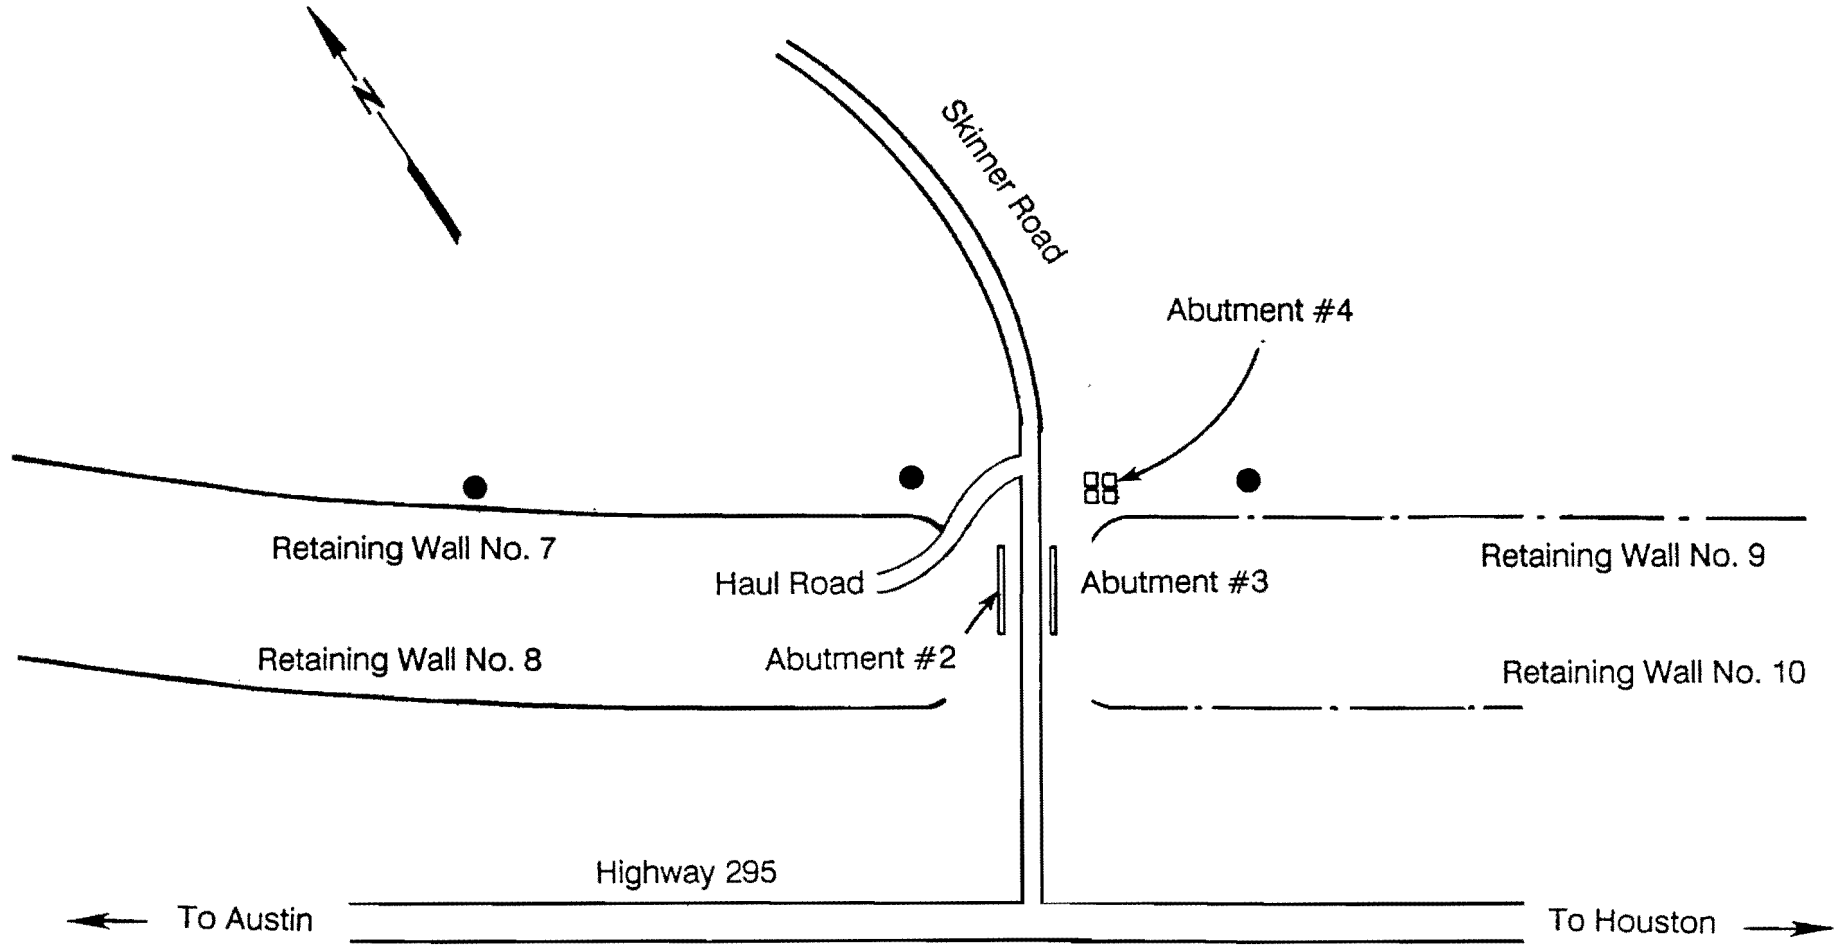 N
Skinner Road
Abutment #4
Retaining Wall No. 7
Retaining Wall No. 9
Haul Road
Abutment #3
Retaining Wall No. 8
Abutment #2
Retaining Wall No. 10
Highway 295
To Austin
To Houston